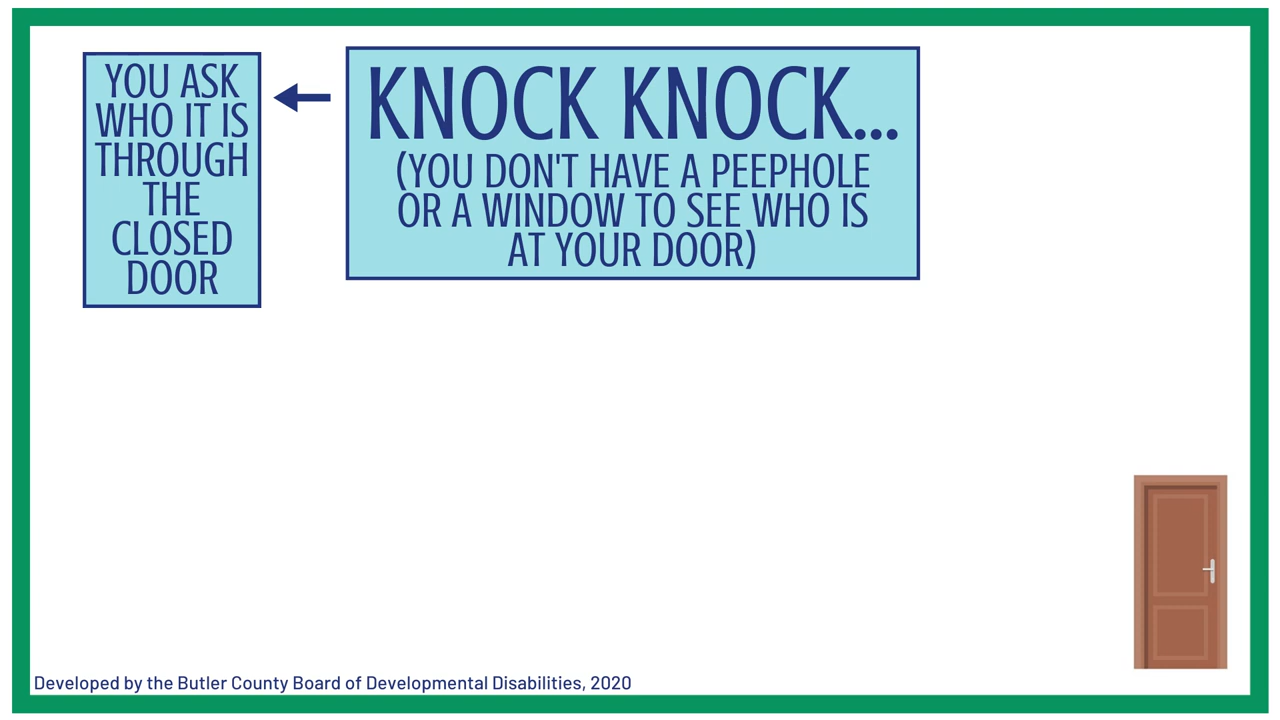 YOU ASK
WHO IT IS
THROUGH
THE
CLOSED
DOOR
KNOCK KNOCK...
(YOU DON'T HAVE A PEEPHOLE
OR A WINDOW TO SEE WHO IS
AT YOUR DOOR)
Developed by the Butler County Board of Developmental Disabilities, 2020